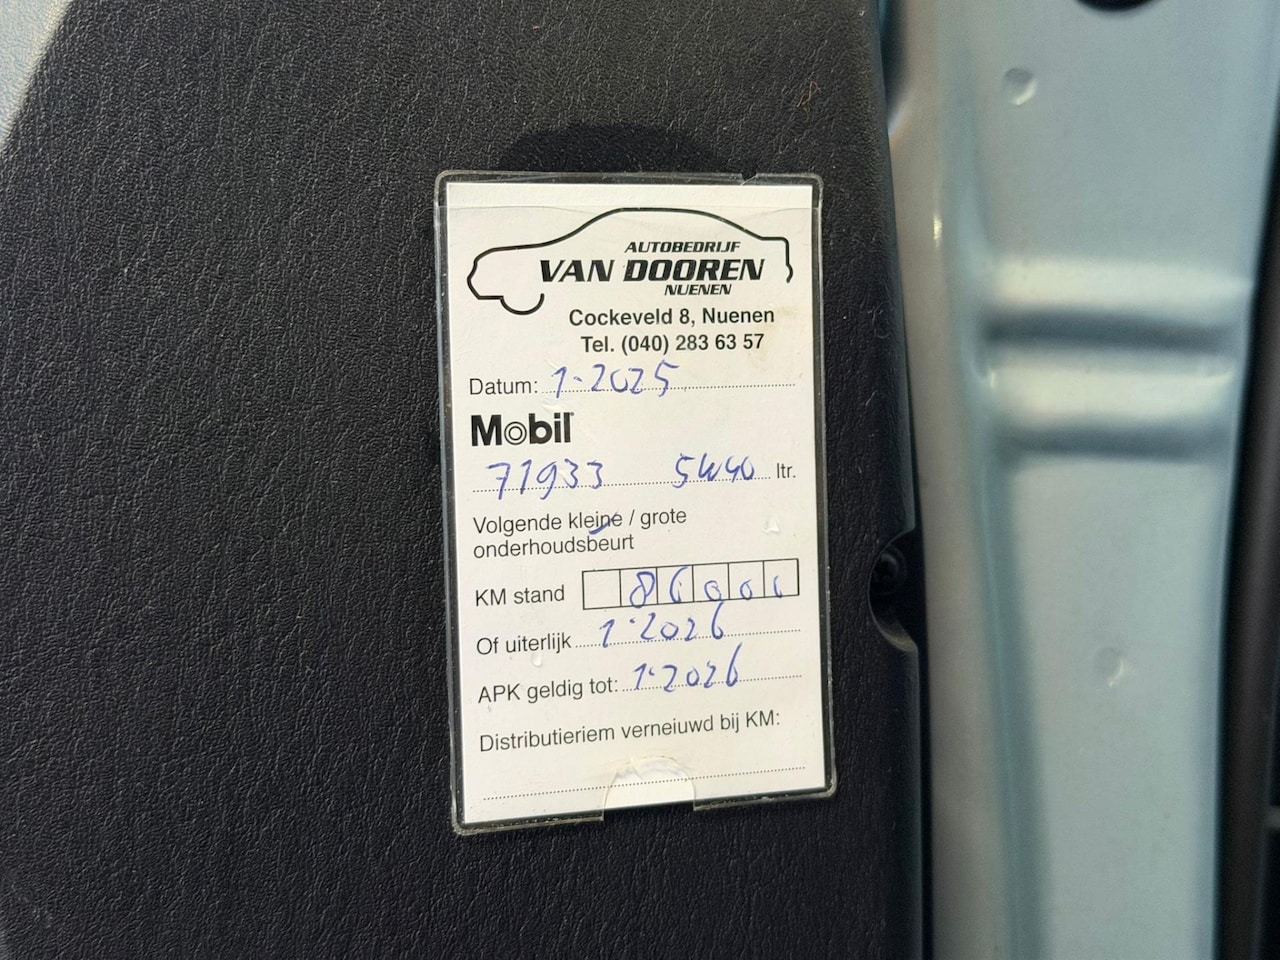 AUTOBEDRIJF
VAN DOOREN
NUENEN
Cockeveld 8, Nuenen
Tel. (040) 283 63 57
Datum: 1-2025
Mobil
71933 5W40 ltr.
Volgende kleine / grote
onderhoudsbeurt
KM stand 86000
Of uiterlijk 1-2026
APK geldig tot: 1-2026
Distributieriem verneiuwd bij KM: